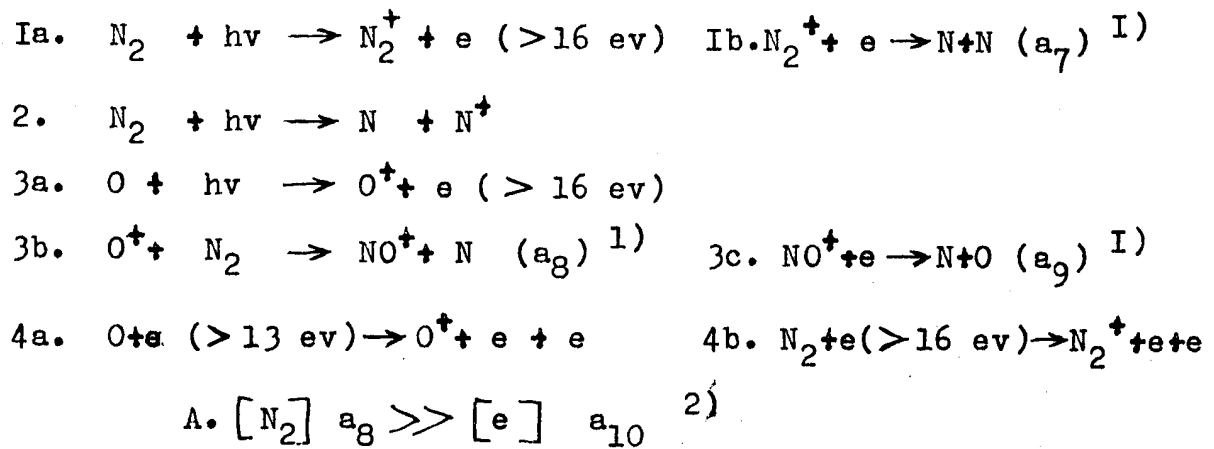 Ia. N₂ + hv → N₂⁺ + e (>16 ev) Ib. N₂⁺ + e → N+N (a₇) I)
2. N₂ + hv → N + N⁺
3a. O + hv → O⁺ + e ( > 16 ev)
3b. O⁺ + N₂ → NO⁺ + N (a₈) 1) 3c. NO⁺+e → N+O (a₉) I)
4a. O+e (>13 ev) → O⁺ + e + e 4b. N₂+e(>16 ev) → N₂⁺+e+e
A. [N₂] a₈ >> [e] a₁₀ 2)